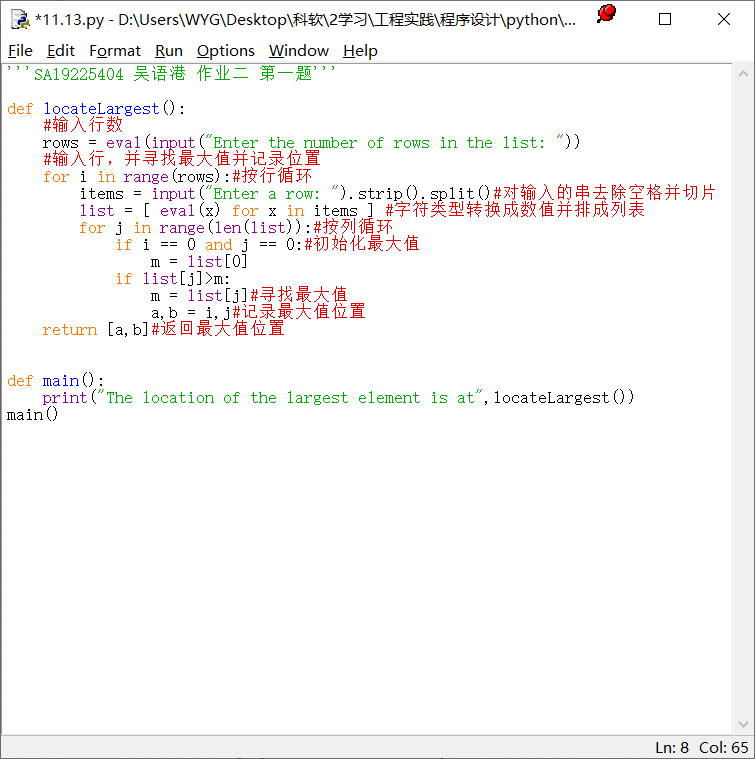 *11.13.py - D:\Users\WYG\Desktop\科软\2学习\工程实践\程序设计\python\...
File Edit Format Run Options Window Help
'''SA19225404 吴语港 作业二 第一题'''
def locateLargest():
    #输入行数
    rows = eval(input("Enter the number of rows in the list: "))
    #输入行，并寻找最大值并记录位置
    for i in range(rows):#按行循环
        items = input("Enter a row: ").strip().split()#对输入的串去除空格并切片
        list = [ eval(x) for x in items ] #字符类型转换成数值并排成列表
        for j in range(len(list)):#按列循环
            if i == 0 and j == 0:#初始化最大值
                m = list[0]
            if list[j]>m:
                m = list[j]#寻找最大值
                a,b = i,j#记录最大值位置
    return [a,b]#返回最大值位置
def main():
    print("The location of the largest element is at",locateLargest())
main()
Ln: 8 Col: 65